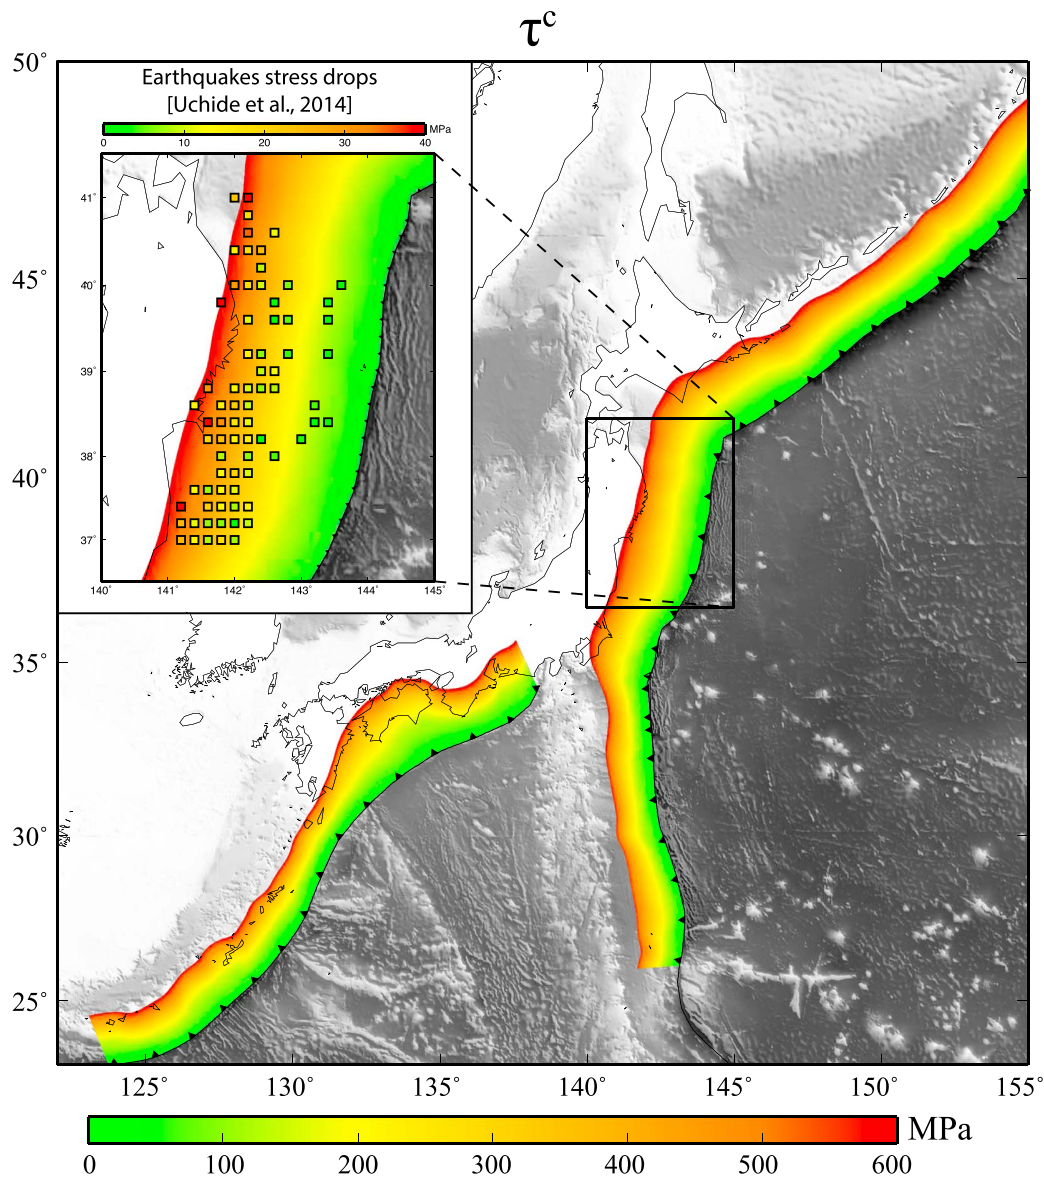 τᶜ
50°
45°
40°
35°
30°
25°
Earthquakes stress drops
[Uchide et al., 2014]
MPa
0 10 20 30 40
41°
40°
39°
38°
37°
140° 141° 142° 143° 144° 145°
125° 130° 135° 140° 145° 150° 155°
MPa
0 100 200 300 400 500 600